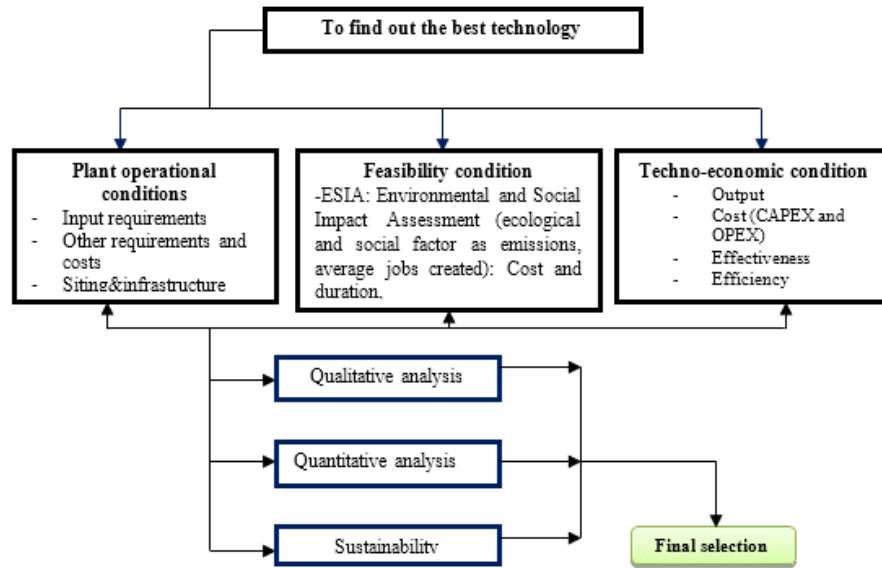 To find out the best technology
Plant operational
conditions
- Input requirements
- Other requirements and
costs
- Siting&infrastructure
Feasibility condition
-ESIA: Environmental and Social
Impact Assessment (ecological
and social factor as emissions,
average jobs created): Cost and
duration.
Techno-economic condition
- Output
- Cost (CAPEX and
OPEX)
- Effectiveness
- Efficiency
Qualitative analysis
Quantitative analysis
Sustainability
Final selection